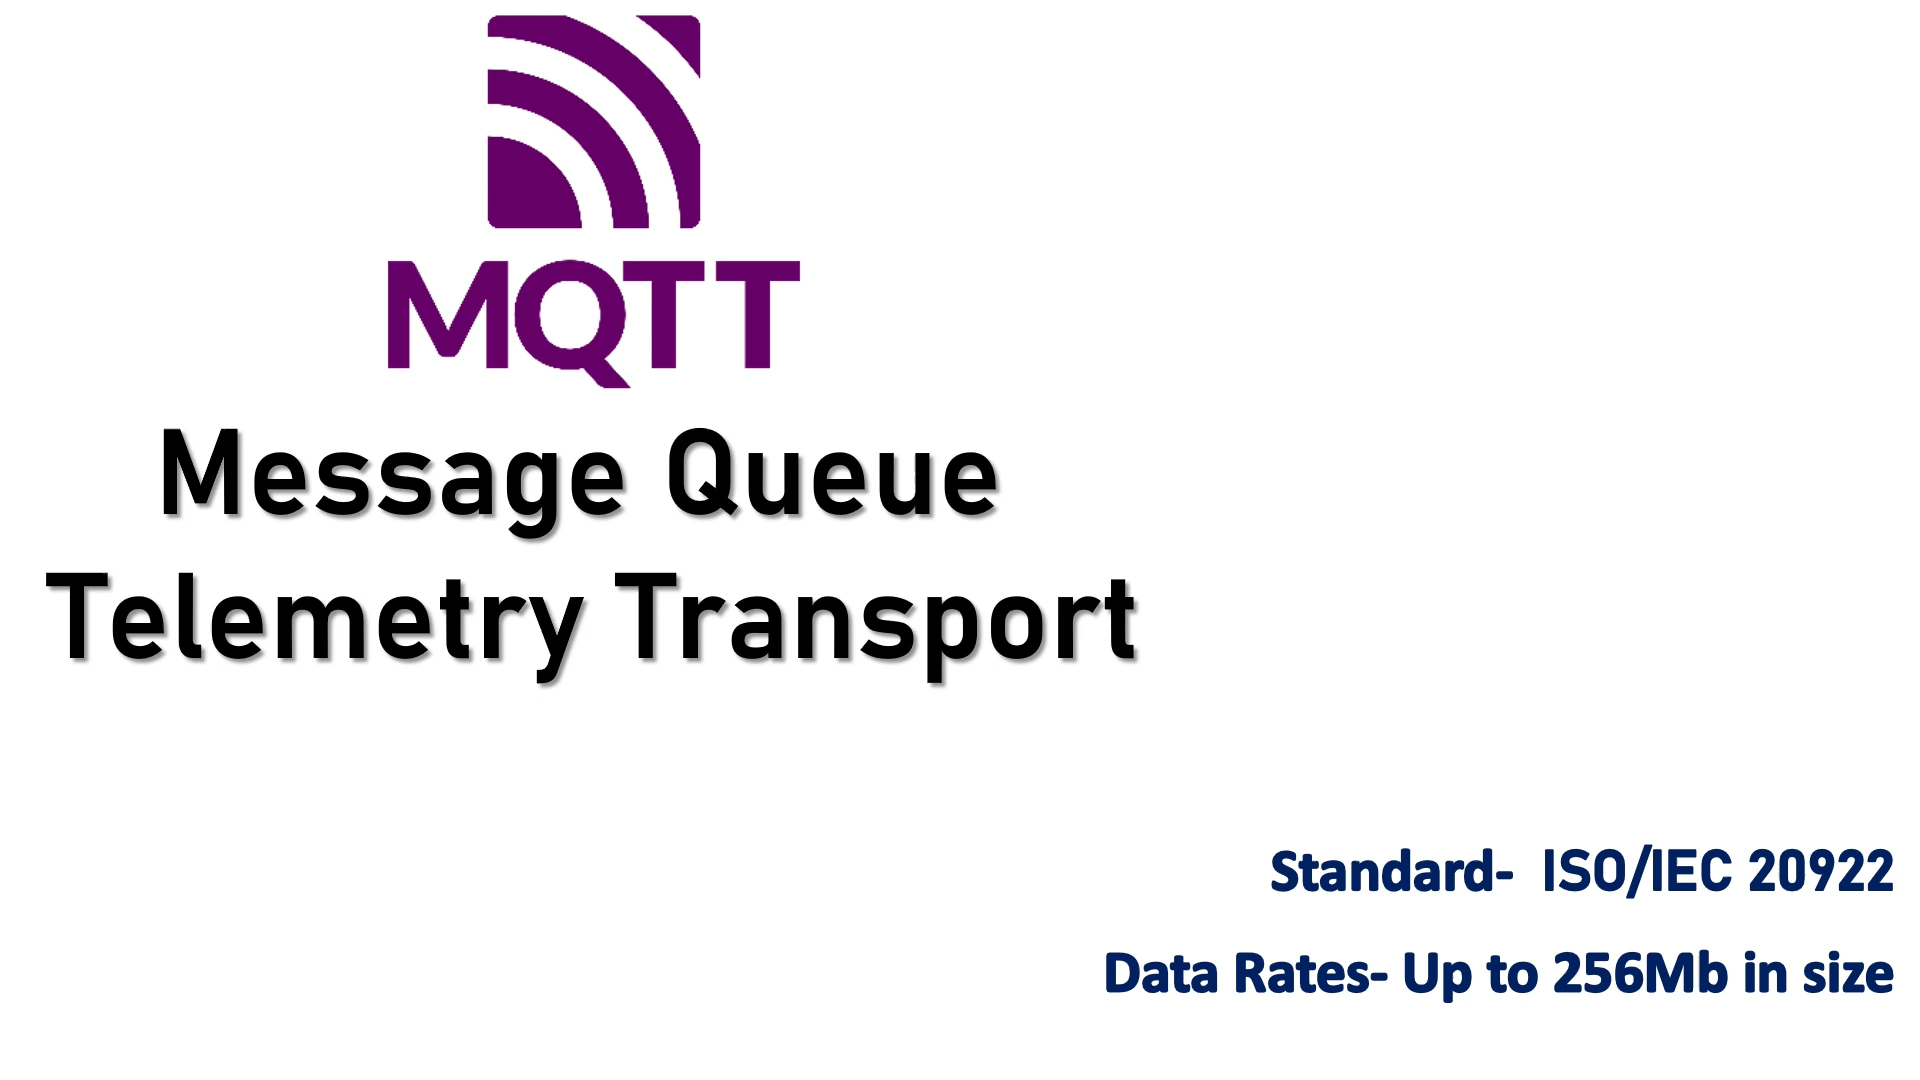 MQTT
Message Queue
Telemetry Transport
Standard-  ISO/IEC 20922
Data Rates- Up to 256Mb in size